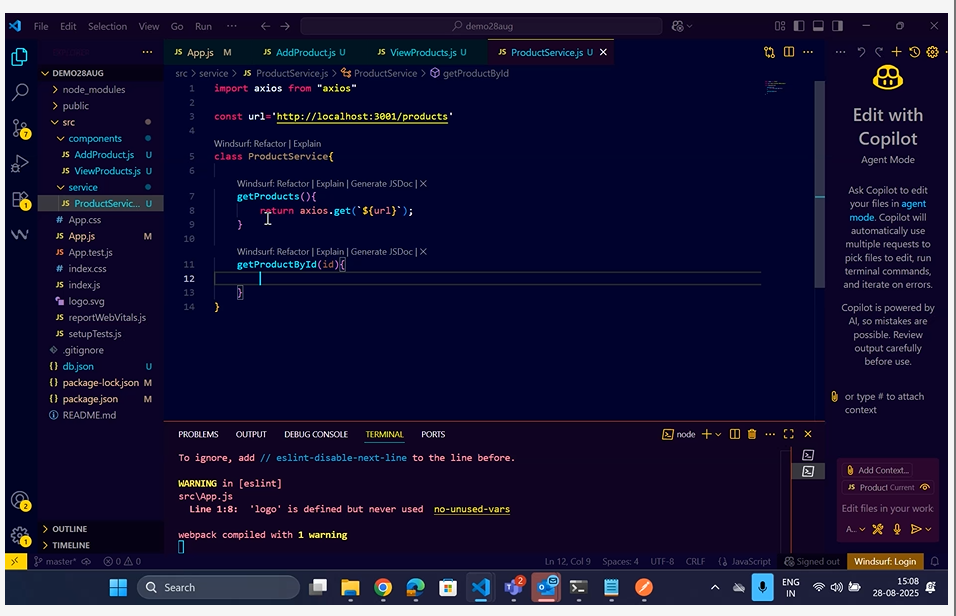 File Edit Selection View Go Run ··· demo28aug
App.js M AddProduct.js U ViewProducts.js U ProductService.js U
DEMO28AUG
node_modules
public
src
components
AddProduct.js U
ViewProducts.js U
service
ProductServic... U
App.css
App.js M
App.test.js
index.css
index.js
logo.svg
reportWebVitals.js
setupTests.js
.gitignore
db.json U
package-lock.json M
package.json M
README.md
OUTLINE
TIMELINE
7
1
2
1
src > service > JS ProductService.js > ProductService > getProductById
1 import axios from "axios"
2
3 const url='http://localhost:3001/products'
4
Windsurf: Refactor | Explain
5 class ProductService{
6
Windsurf: Refactor | Explain | Generate JSDoc | X
7 getProducts(){
8 return axios.get(`${url}`);
9 }
10
Windsurf: Refactor | Explain | Generate JSDoc | X
11 getProductById(id){
12
13 }
14 }
PROBLEMS OUTPUT DEBUG CONSOLE TERMINAL PORTS node
To ignore, add // eslint-disable-next-line to the line before.
WARNING in [eslint]
src\App.js
Line 1:8: 'logo' is defined but never used no-unused-vars
webpack compiled with 1 warning
Edit with
Copilot
Agent Mode
Ask Copilot to edit
your files in agent
mode. Copilot will
automatically use
multiple requests to
pick files to edit, run
terminal commands,
and iterate on errors.
Copilot is powered by
AI, so mistakes are
possible. Review
output carefully
before use.
or type # to attach
context
Add Context...
JS Product Current
Edit files in your work
A...
master* 0 0 Ln 12, Col 9 Spaces: 4 UTF-8 CRLF JavaScript Signed out Windsurf: Login
Search
2
ENG
IN
15:08
28-08-2025